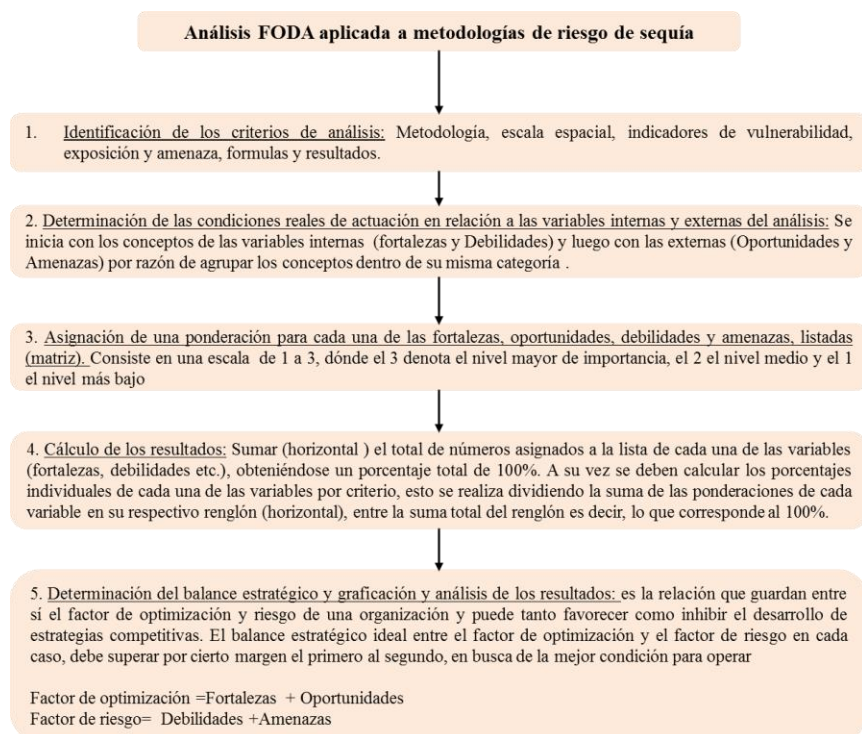 Análisis FODA aplicada a metodologías de riesgo de sequía
1. Identificación de los criterios de análisis: Metodología, escala espacial, indicadores de vulnerabilidad,
exposición y amenaza, formulas y resultados.
2. Determinación de las condiciones reales de actuación en relación a las variables internas y externas del análisis: Se
inicia con los conceptos de las variables internas (fortalezas y Debilidades) y luego con las externas (Oportunidades y
Amenazas) por razón de agrupar los conceptos dentro de su misma categoría .
3. Asignación de una ponderación para cada una de las fortalezas, oportunidades, debilidades y amenazas, listadas
(matriz). Consiste en una escala de 1 a 3, dónde el 3 denota el nivel mayor de importancia, el 2 el nivel medio y el 1
el nivel más bajo
4. Cálculo de los resultados: Sumar (horizontal ) el total de números asignados a la lista de cada una de las variables
(fortalezas, debilidades etc.), obteniéndose un porcentaje total de 100%. A su vez se deben calcular los porcentajes
individuales de cada una de las variables por criterio, esto se realiza dividiendo la suma de las ponderaciones de cada
variable en su respectivo renglón (horizontal), entre la suma total del renglón es decir, lo que corresponde al 100%.
5. Determinación del balance estratégico y graficación y análisis de los resultados: es la relación que guardan entre
sí el factor de optimización y riesgo de una organización y puede tanto favorecer como inhibir el desarrollo de
estrategias competitivas. El balance estratégico ideal entre el factor de optimización y el factor de riesgo en cada
caso, debe superar por cierto margen el primero al segundo, en busca de la mejor condición para operar
Factor de optimización =Fortalezas + Oportunidades
Factor de riesgo= Debilidades +Amenazas